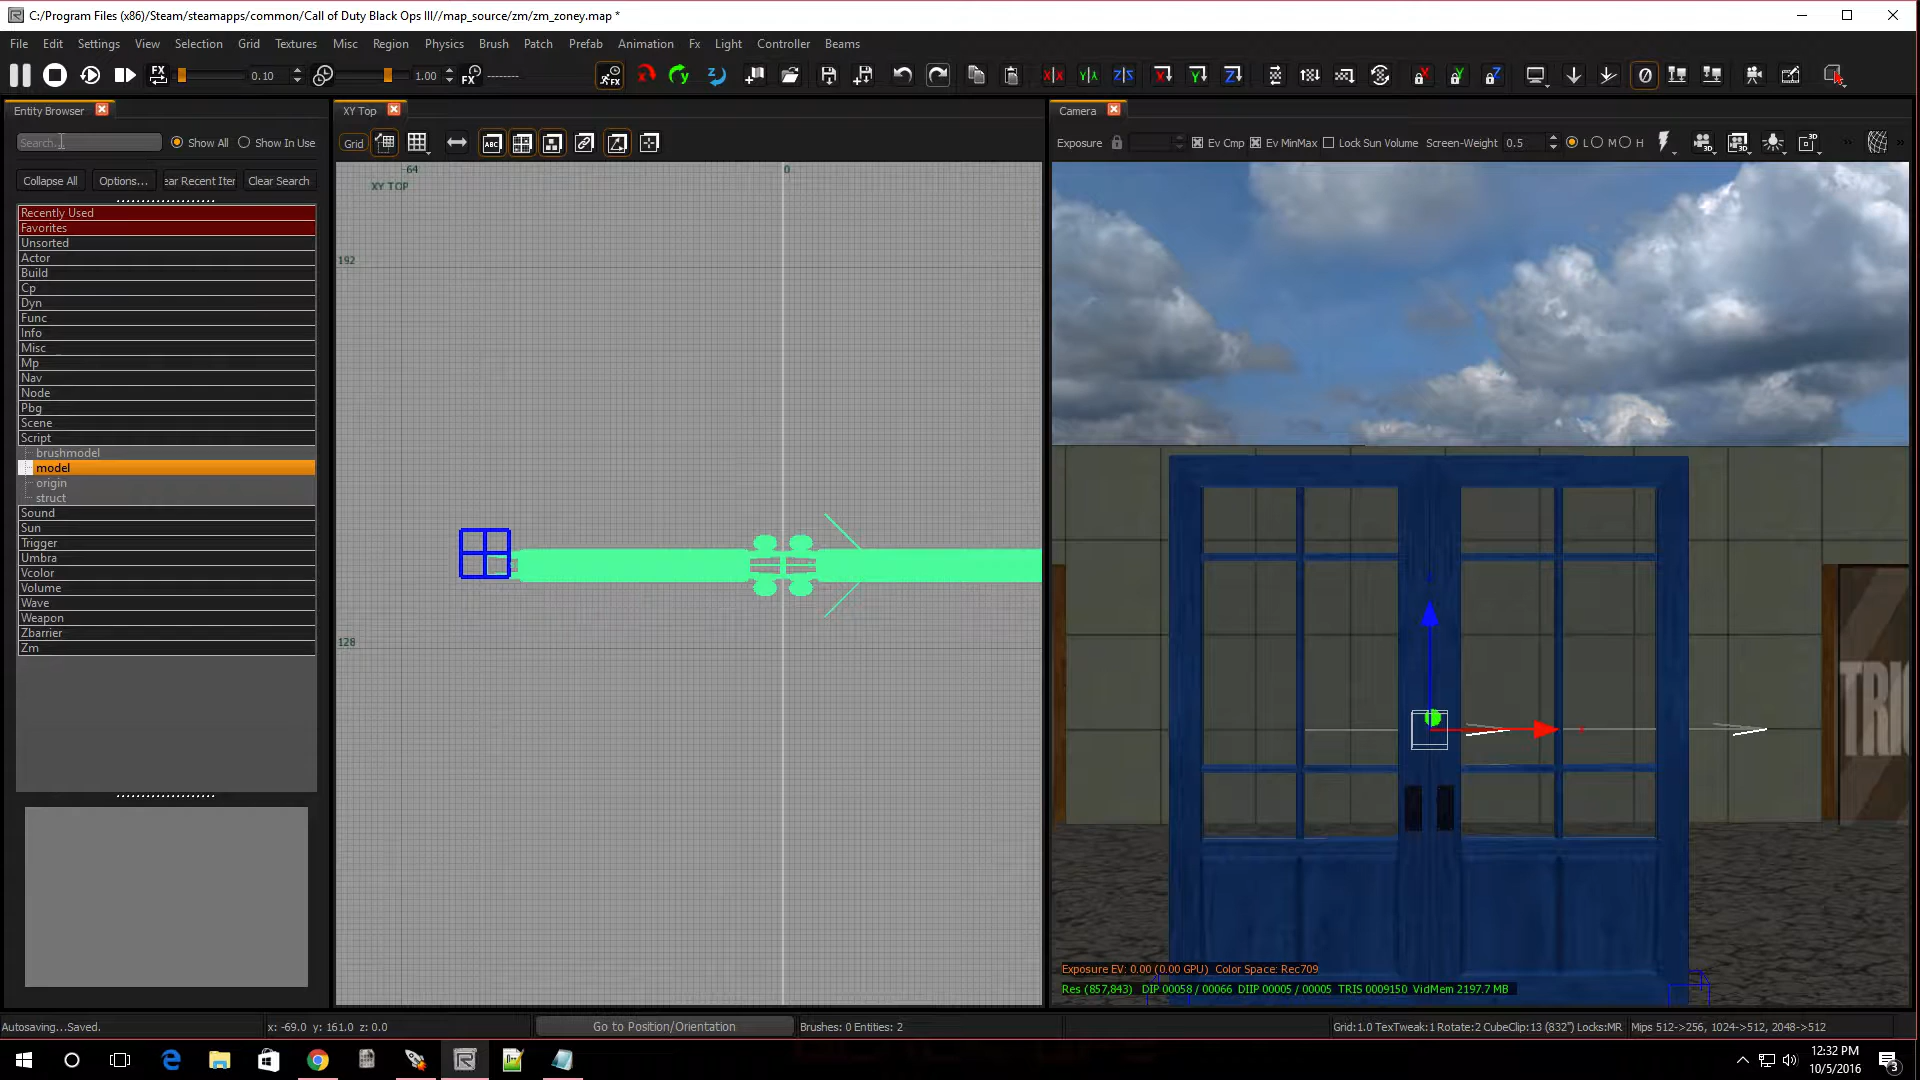 C:/Program Files (x86)/Steam/steamapps/common/Call of Duty Black Ops III//map_source/zm/zm_zoney.map *
File Edit Settings View Selection Grid Textures Misc Region Physics Brush Patch Prefab Animation Fx Light Controller Beams
FX 0.10 1.00 FX --------
Entity Browser
XY Top
Camera
Search...
Show All
Show In Use
Grid
ABC
Exposure
Ev Cmp
Ev MinMax
Lock Sun Volume
Screen-Weight 0.5
L M H
Collapse All
Options...
ear Recent Iter
Clear Search
-64
0
XY TOP
192
128
Recently Used
Favorites
Unsorted
Actor
Build
Cp
Dyn
Func
Info
Misc
Mp
Nav
Node
Pbg
Scene
Script
brushmodel
model
origin
struct
Sound
Sun
Trigger
Umbra
Vcolor
Volume
Wave
Weapon
Zbarrier
Zm
TRI
Exposure EV: 0.00 (0.00 GPU) Color Space: Rec709
Res (857,843) DIP 00058 / 00066 DIIP 00005 / 00005 TRIS 0009150 VidMem 2197.7 MB
Autosaving...Saved.
x: -69.0 y: 161.0 z: 0.0
Go to Position/Orientation
Brushes: 0 Entities: 2
Grid:1.0 TexTweak:1 Rotate:2 CubeClip:13 (832") Locks:MR
Mips 512->256, 1024->512, 2048->512
12:32 PM
10/5/2016
3